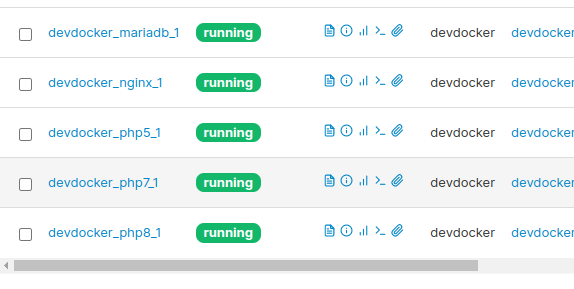 devdocker_mariadb_1 running devdocker devdocker
devdocker_nginx_1 running devdocker devdocker
devdocker_php5_1 running devdocker devdocker
devdocker_php7_1 running devdocker devdocker
devdocker_php8_1 running devdocker devdocker